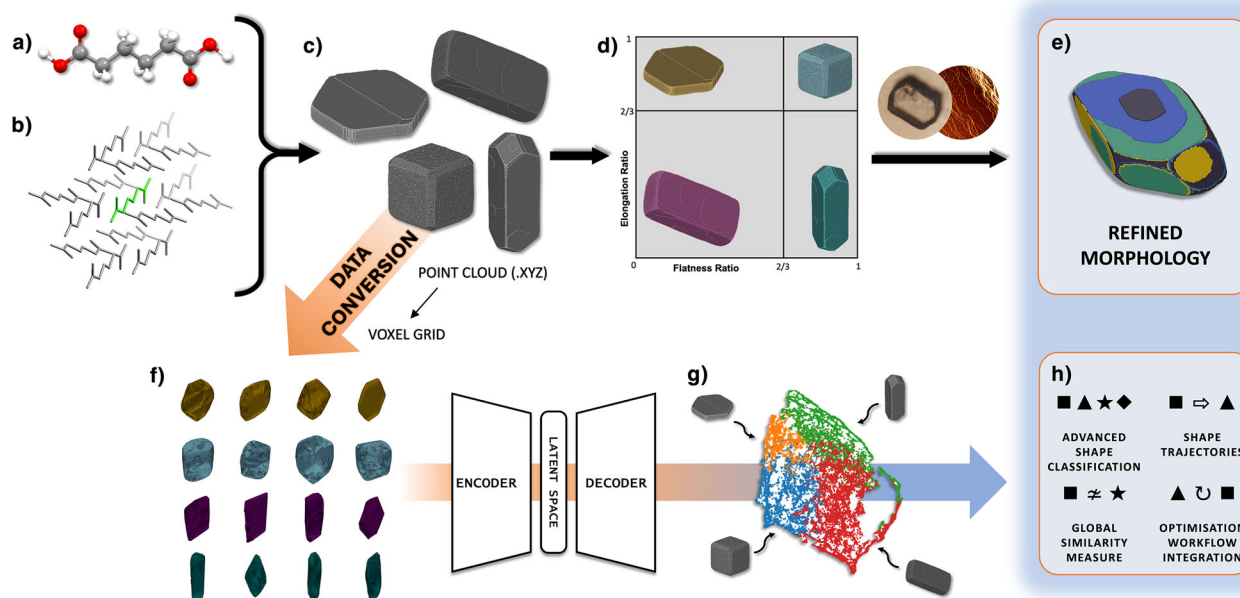 a)
b)
c)
d)
e)
1
2/3
Elongation Ratio
0
2/3
1
Flatness Ratio
REFINED
MORPHOLOGY
DATA
CONVERSION
POINT CLOUD (.XYZ)
VOXEL GRID
f)
ENCODER
LATENT SPACE
DECODER
g)
h)
ADVANCED
SHAPE
CLASSIFICATION
SHAPE
TRAJECTORIES
≄
GLOBAL
SIMILARITY
MEASURE
OPTIMISATION
WORKFLOW
INTEGRATION